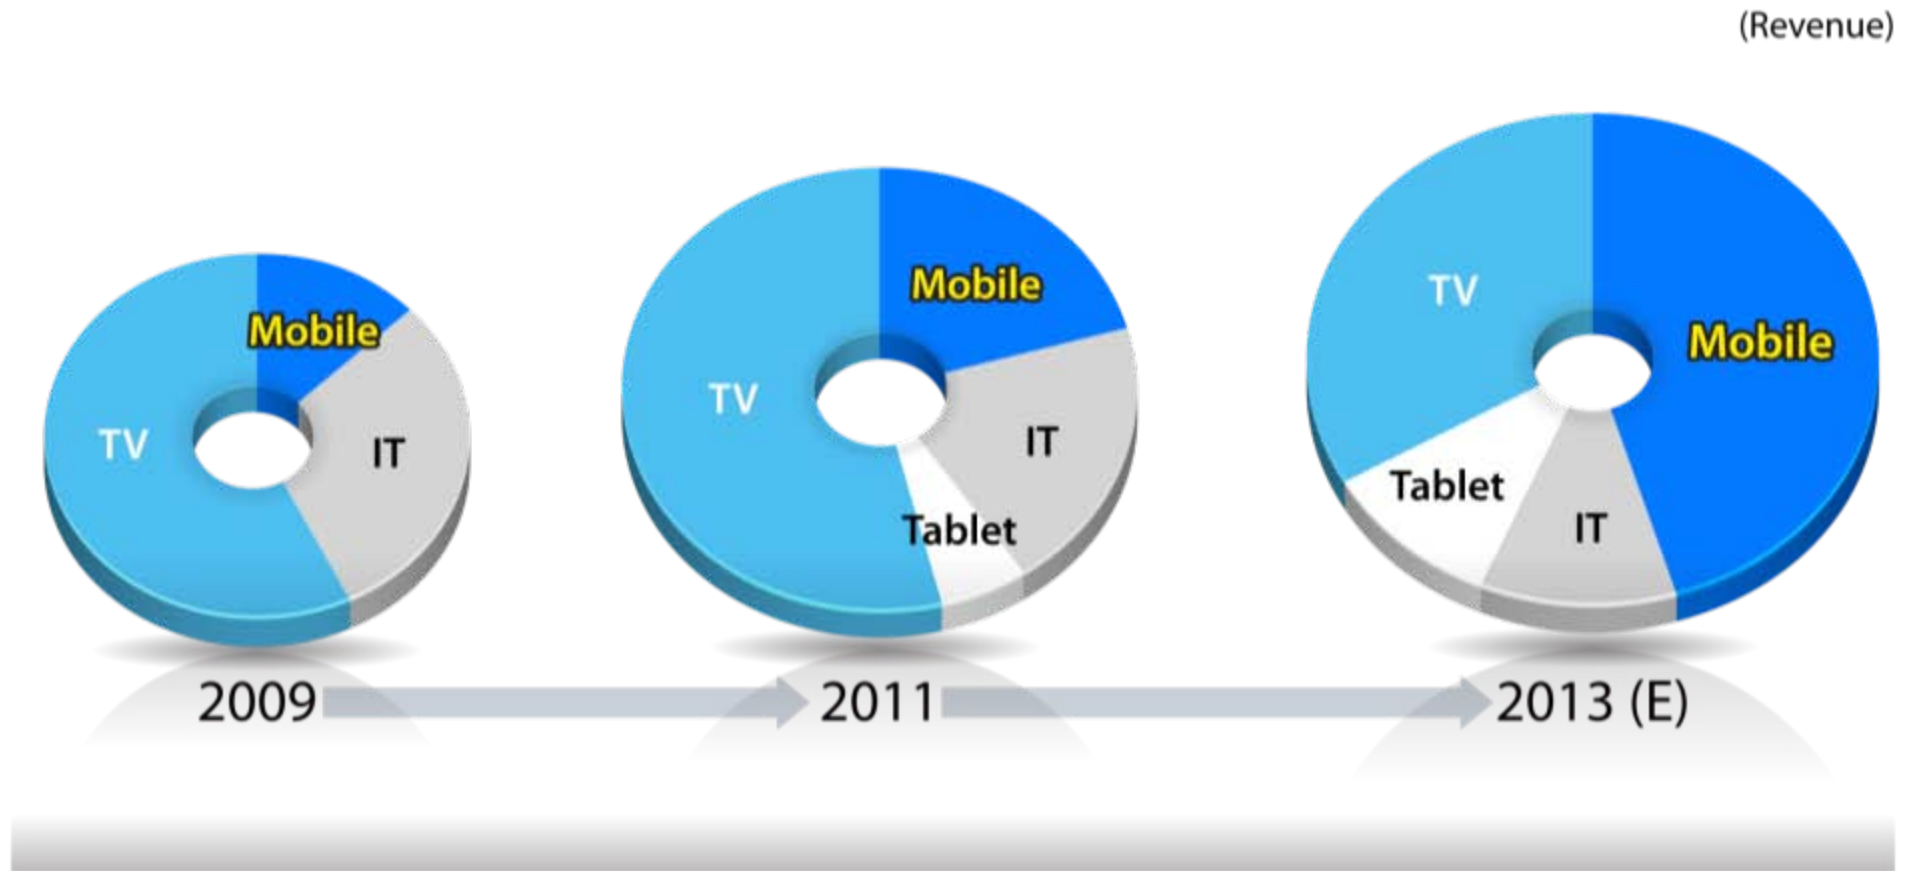 (Revenue)
Mobile
TV
IT
2009
Mobile
TV
IT
Tablet
2011
TV
Mobile
Tablet
IT
2013 (E)